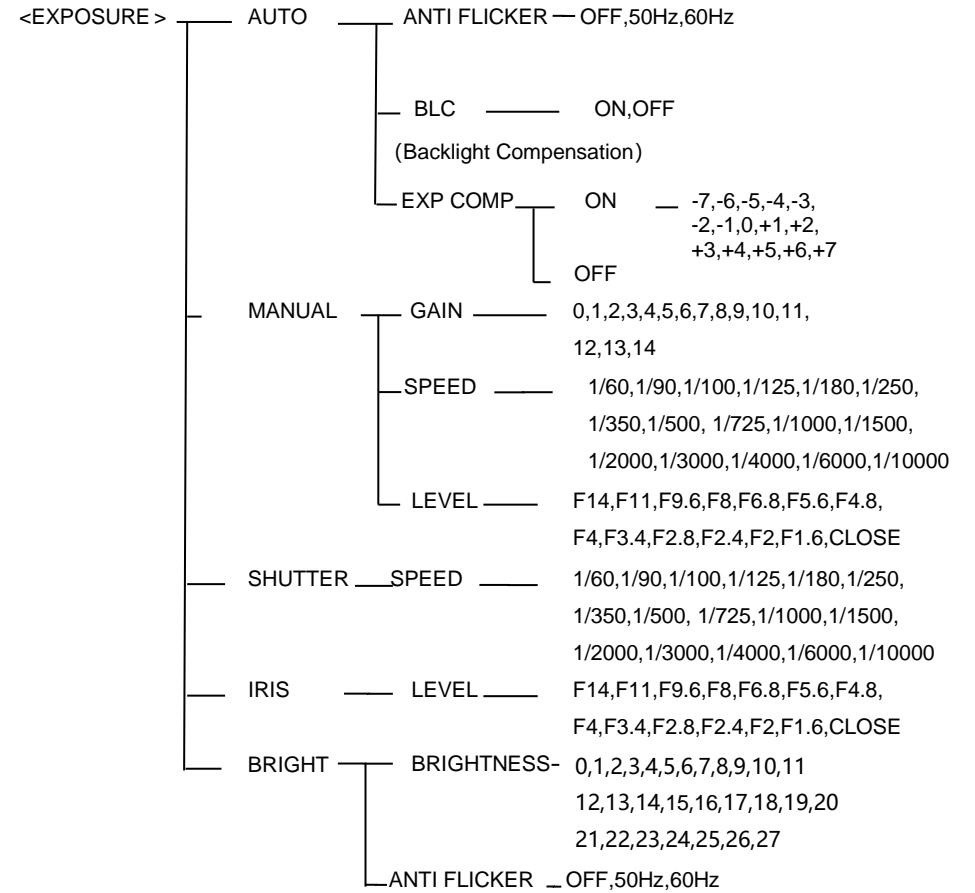 <EXPOSURE> AUTO ANTI FLICKER OFF,50Hz,60Hz
BLC ON,OFF
(Backlight Compensation)
EXP COMP ON -7,-6,-5,-4,-3,
-2,-1,0,+1,+2,
+3,+4,+5,+6,+7
OFF
MANUAL GAIN 0,1,2,3,4,5,6,7,8,9,10,11,
12,13,14
SPEED 1/60,1/90,1/100,1/125,1/180,1/250,
1/350,1/500, 1/725,1/1000,1/1500,
1/2000,1/3000,1/4000,1/6000,1/10000
LEVEL F14,F11,F9.6,F8,F6.8,F5.6,F4.8,
F4,F3.4,F2.8,F2.4,F2,F1.6,CLOSE
SHUTTER SPEED 1/60,1/90,1/100,1/125,1/180,1/250,
1/350,1/500, 1/725,1/1000,1/1500,
1/2000,1/3000,1/4000,1/6000,1/10000
IRIS LEVEL F14,F11,F9.6,F8,F6.8,F5.6,F4.8,
F4,F3.4,F2.8,F2.4,F2,F1.6,CLOSE
BRIGHT BRIGHTNESS- 0,1,2,3,4,5,6,7,8,9,10,11
12,13,14,15,16,17,18,19,20
21,22,23,24,25,26,27
ANTI FLICKER OFF,50Hz,60Hz